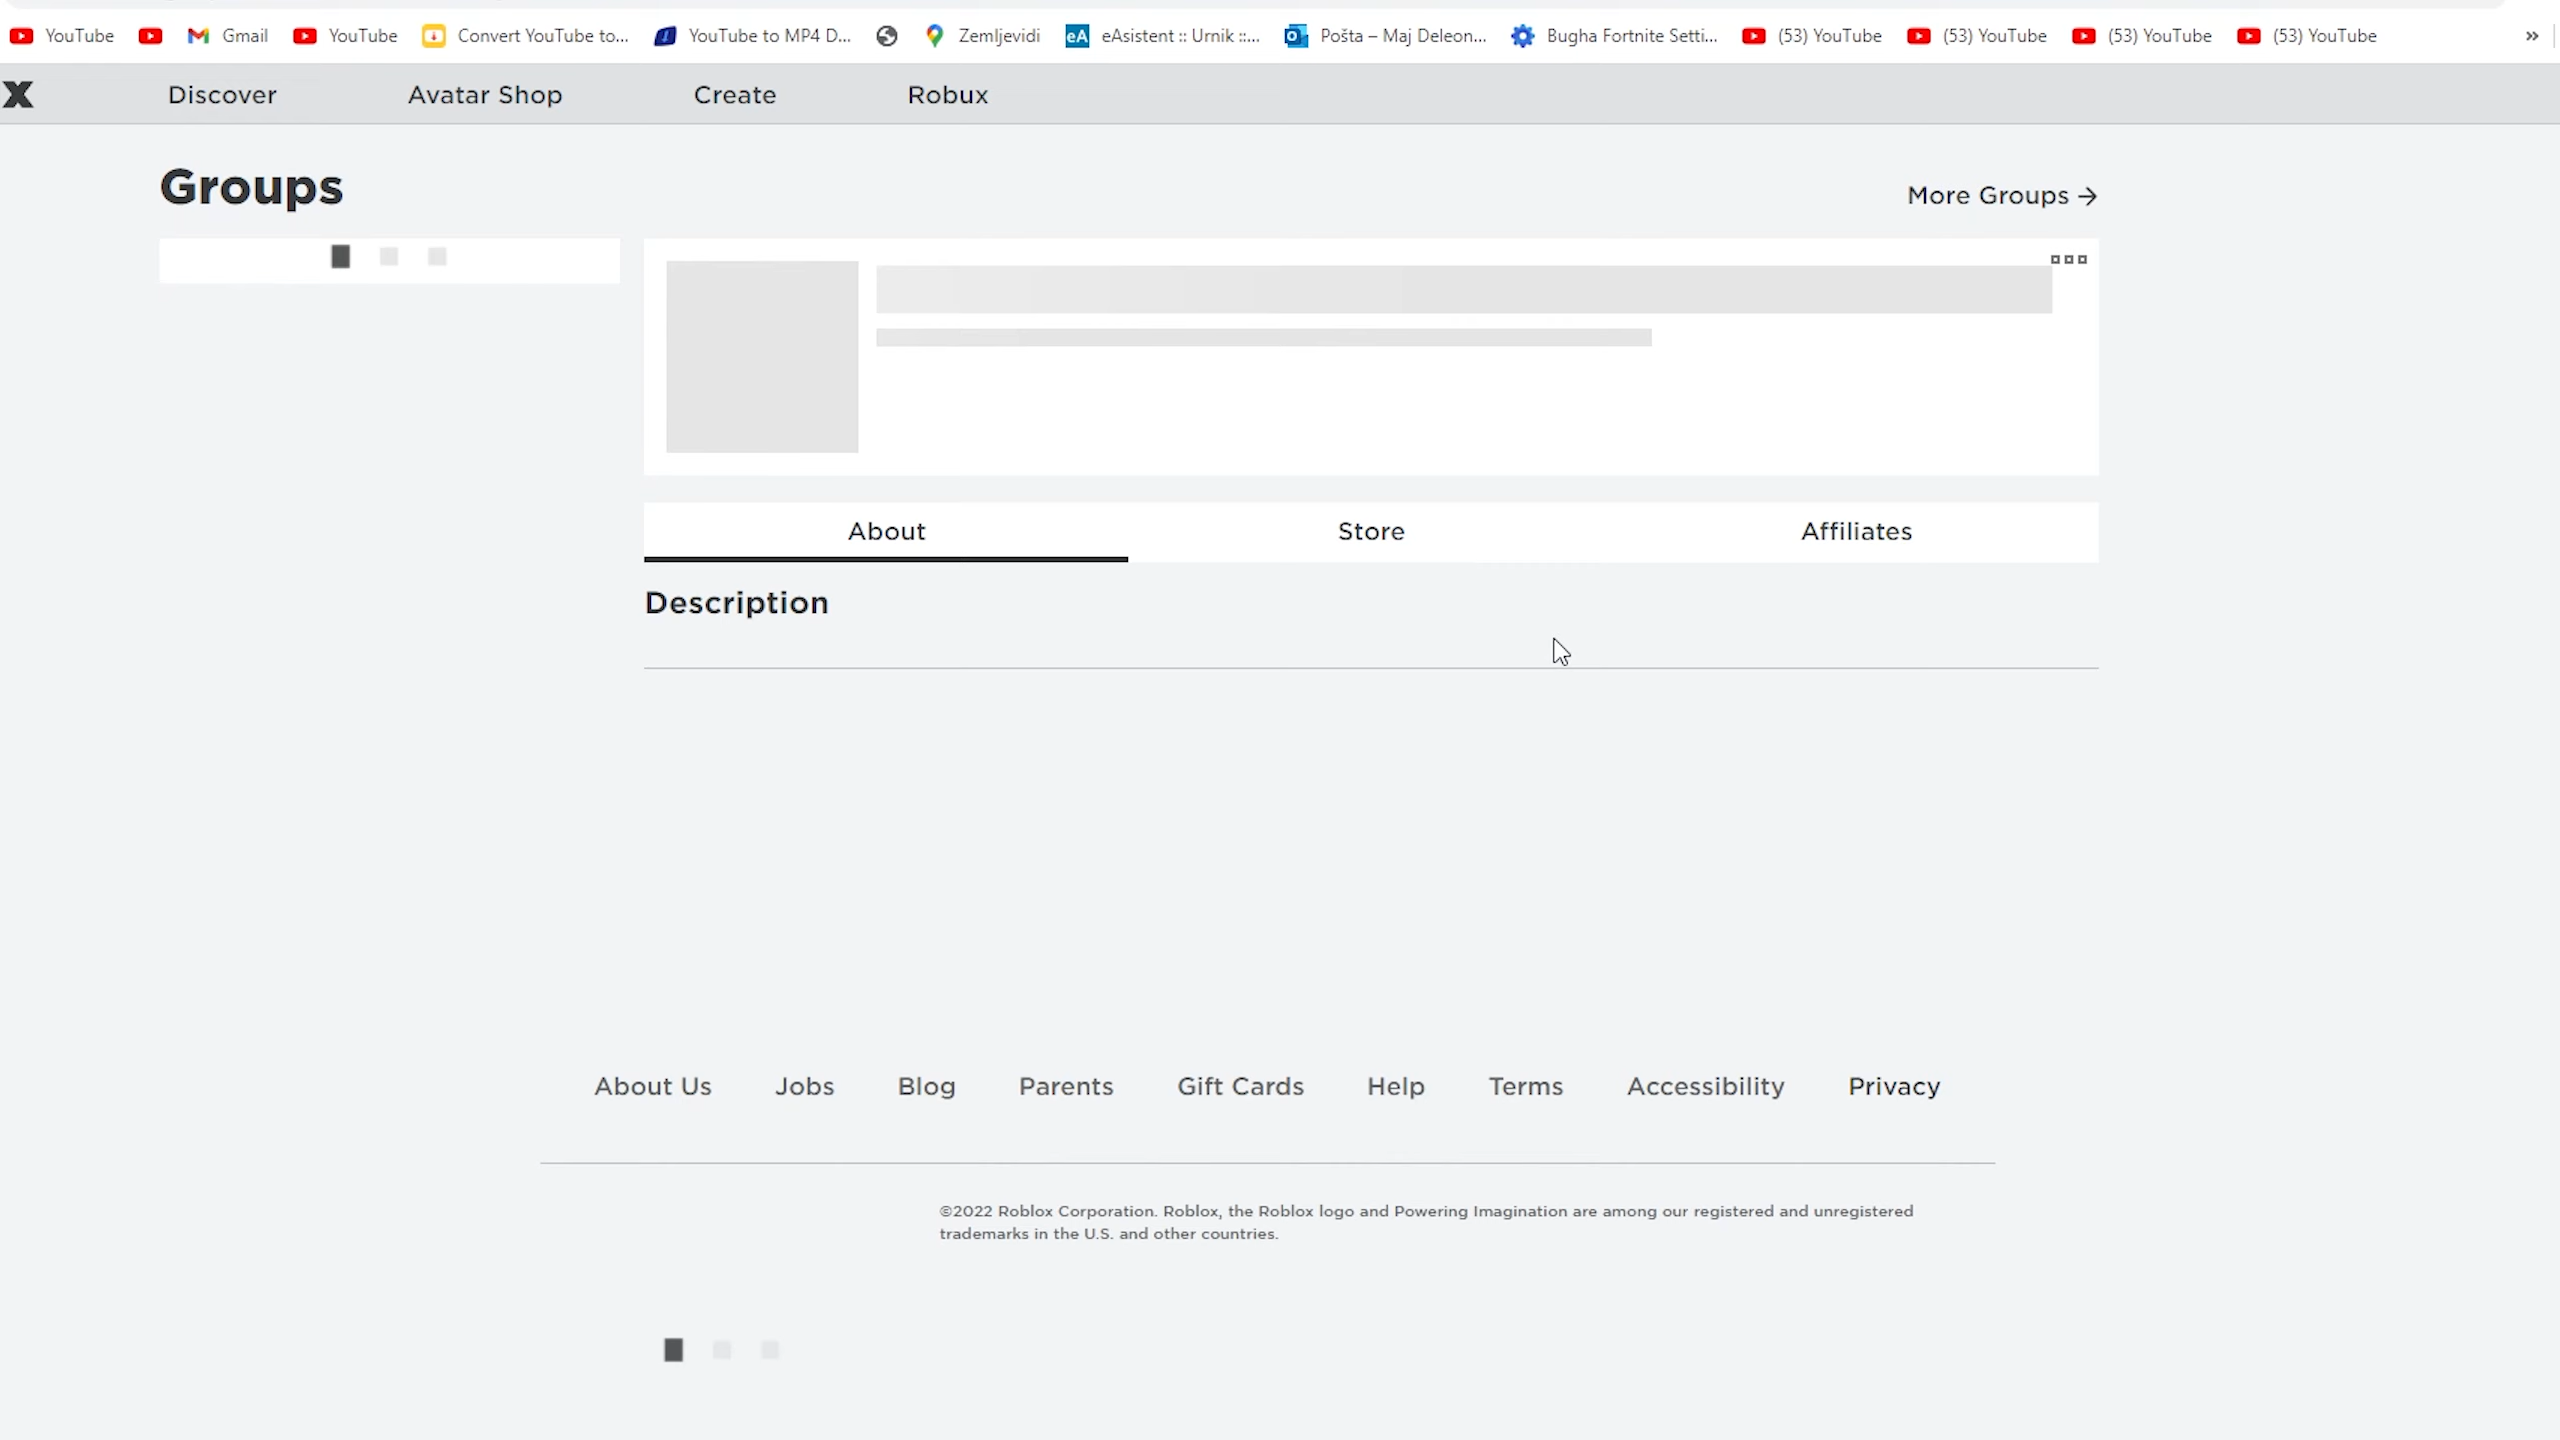 YouTube Gmail YouTube Convert YouTube to... YouTube to MP4 D... Zemljevidi eA eAsistent :: Urnik ::... Pošta – Maj Deleon... Bugha Fortnite Setti... (53) YouTube (53) YouTube (53) YouTube (53) YouTube »
X Discover Avatar Shop Create Robux
Groups
More Groups →
About Store Affiliates
Description
About Us Jobs Blog Parents Gift Cards Help Terms Accessibility Privacy
©2022 Roblox Corporation. Roblox, the Roblox logo and Powering Imagination are among our registered and unregistered
trademarks in the U.S. and other countries.